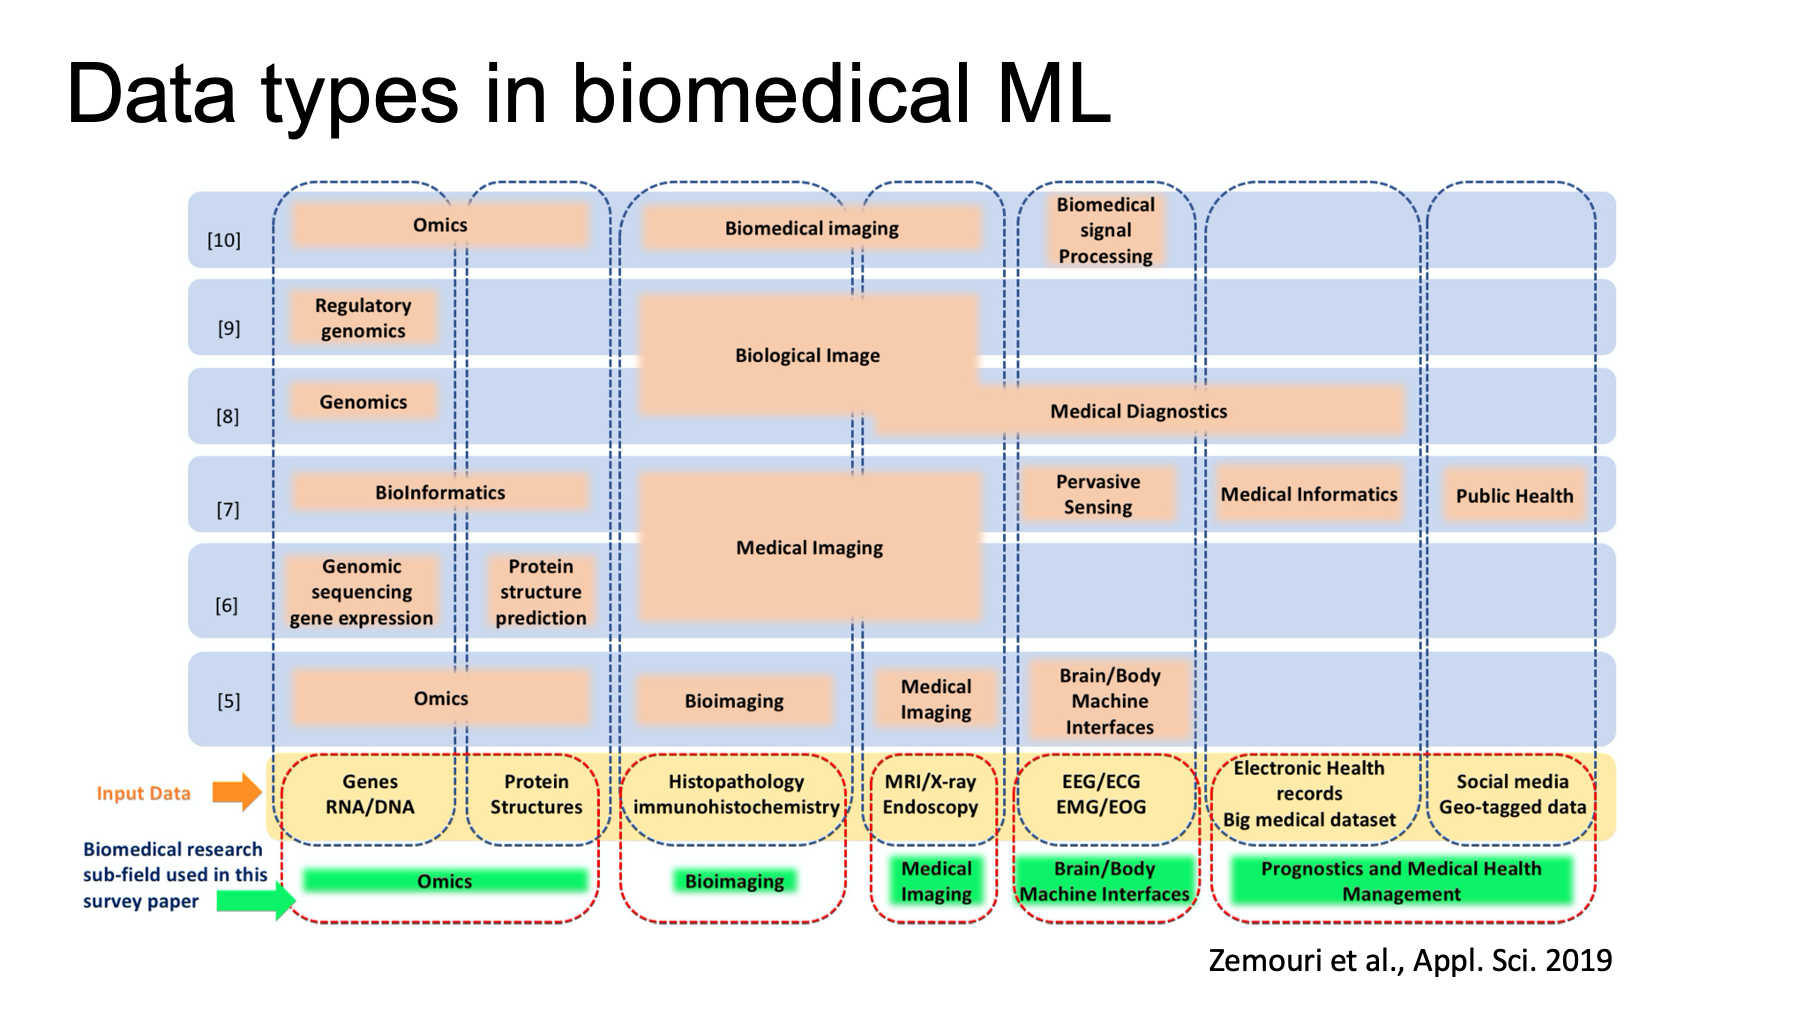 Data types in biomedical ML
[10]
Omics
Biomedical imaging
Biomedical
signal
Processing
[9]
Regulatory
genomics
Biological Image
[8]
Genomics
Medical Diagnostics
[7]
BioInformatics
Medical Imaging
Pervasive
Sensing
Medical Informatics
Public Health
[6]
Genomic
sequencing
gene expression
Protein
structure
prediction
[5]
Omics
Bioimaging
Medical
Imaging
Brain/Body
Machine
Interfaces
Input Data
Genes
RNA/DNA
Protein
Structures
Histopathology
immunohistochemistry
MRI/X-ray
Endoscopy
EEG/ECG
EMG/EOG
Electronic Health
records
Big medical dataset
Social media
Geo-tagged data
Biomedical research
sub-field used in this
survey paper
Omics
Bioimaging
Medical
Imaging
Brain/Body
Machine Interfaces
Prognostics and Medical Health
Management
Zemouri et al., Appl. Sci. 2019